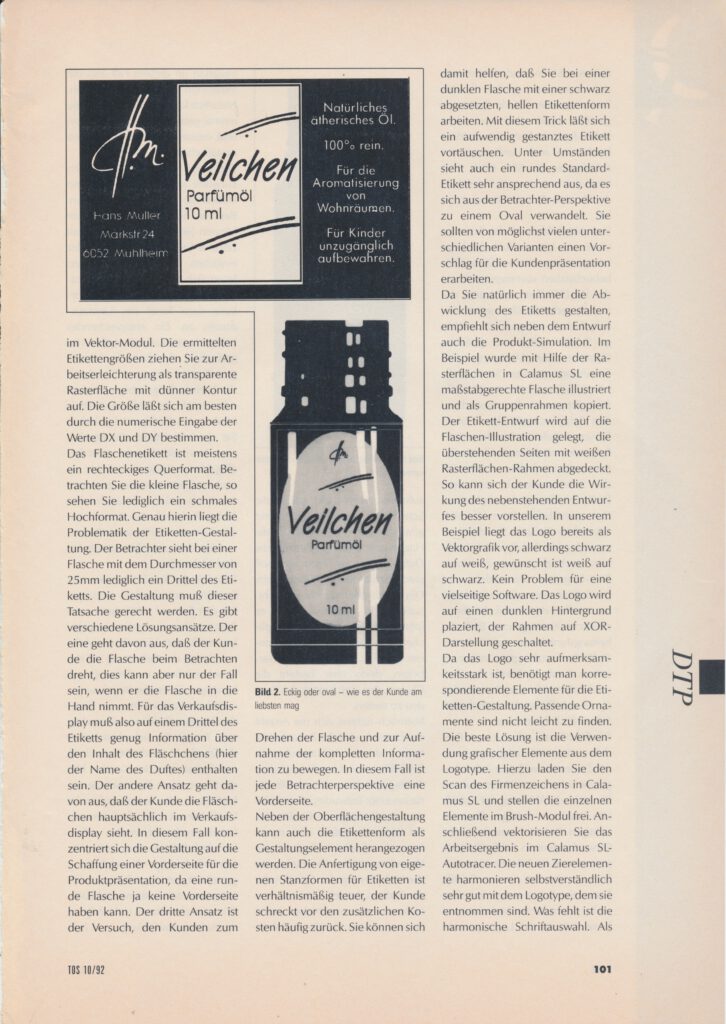 H.m.
Hans Müller
Markstr 24
6052 Mühlheim
Veilchen
Parfümöl
10 ml
Natürliches
ätherisches Öl.
100% rein.
Für die
Aromatisierung
von
Wohnräumen.
Für Kinder
unzugänglich
aufbewahren.
im Vektor-Modul. Die ermittelten
Etikettengrößen ziehen Sie zur Ar-
beitserleichterung als transparente
Rasterfläche mit dünner Kontur
auf. Die Größe läßt sich am besten
durch die numerische Eingabe der
Werte DX und DY bestimmen.
Das Flaschenetikett ist meistens
ein rechteckiges Querformat. Be-
trachten Sie die kleine Flasche, so
sehen Sie lediglich ein schmales
Hochformat. Genau hierin liegt die
Problematik der Etiketten-Gestal-
tung. Der Betrachter sieht bei einer
Flasche mit dem Durchmesser von
25mm lediglich ein Drittel des Eti-
ketts. Die Gestaltung muß dieser
Tatsache gerecht werden. Es gibt
verschiedene Lösungsansätze. Der
eine geht davon aus, daß der Kun-
de die Flasche beim Betrachten
dreht, dies kann aber nur der Fall
sein, wenn er die Flasche in die
Hand nimmt. Für das Verkaufsdis-
play muß also auf einem Drittel des
Etiketts genug Information über
den Inhalt des Fläschchens (hier
der Name des Duftes) enthalten
sein. Der andere Ansatz geht da-
von aus, daß der Kunde die Fläsch-
chen hauptsächlich im Verkaufs-
display sieht. In diesem Fall kon-
zentriert sich die Gestaltung auf die
Schaffung einer Vorderseite für die
Produktpräsentation, da eine run-
de Flasche ja keine Vorderseite
haben kann. Der dritte Ansatz ist
der Versuch, den Kunden zum
Veilchen
Parfümöl
10 ml
Bild 2. Eckig oder oval – wie es der Kunde am
liebsten mag
Drehen der Flasche und zur Auf-
nahme der kompletten Informa-
tion zu bewegen. In diesem Fall ist
jede Betrachterperspektive eine
Vorderseite.
Neben der Oberflächengestaltung
kann auch die Etikettenform als
Gestaltungselement herangezogen
werden. Die Anfertigung von eige-
nen Stanzformen für Etiketten ist
verhältnismäßig teuer, der Kunde
schreckt vor den zusätzlichen Ko-
sten häufig zurück. Sie können sich
damit helfen, daß Sie bei einer
dunklen Flasche mit einer schwarz
abgesetzten, hellen Etikettenform
arbeiten. Mit diesem Trick läßt sich
ein aufwendig gestanztes Etikett
vortäuschen. Unter Umständen
sieht auch ein rundes Standard-
Etikett sehr ansprechend aus, da es
sich aus der Betrachter-Perspektive
zu einem Oval verwandelt. Sie
sollten von möglichst vielen unter-
schiedlichen Varianten einen Vor-
schlag für die Kundenpräsentation
erarbeiten.
Da Sie natürlich immer die Ab-
wicklung des Etiketts gestalten,
empfiehlt sich neben dem Entwurf
auch die Produkt-Simulation. Im
Beispiel wurde mit Hilfe der Ra-
sterflächen in Calamus SL eine
maßstabgerechte Flasche illustriert
und als Gruppenrahmen kopiert.
Der Etikett-Entwurf wird auf die
Flaschen-Illustration gelegt, die
überstehenden Seiten mit weißen
Rasterflächen-Rahmen abgedeckt.
So kann sich der Kunde die Wir-
kung des nebenstehenden Entwur-
fes besser vorstellen. In unserem
Beispiel liegt das Logo bereits als
Vektorgrafik vor, allerdings schwarz
auf weiß, gewünscht ist weiß auf
schwarz. Kein Problem für eine
vielseitige Software. Das Logo wird
auf einen dunklen Hintergrund
plaziert, der Rahmen auf XOR-
Darstellung geschaltet.
Da das Logo sehr aufmerksam-
keitsstark ist, benötigt man korre-
spondierende Elemente für die Eti-
ketten-Gestaltung. Passende Orna-
mente sind nicht leicht zu finden.
Die beste Lösung ist die Verwen-
dung grafischer Elemente aus dem
Logotype. Hierzu laden Sie den
Scan des Firmenzeichens in Cala-
mus SL und stellen die einzelnen
Elemente im Brush-Modul frei. An-
schließend vektorisieren Sie das
Arbeitsergebnis im Calamus SL-
Autotracer. Die neuen Zierelemen-
te harmonieren selbstverständlich
sehr gut mit dem Logotype, dem sie
entnommen sind. Was fehlt ist die
harmonische Schriftauswahl. Als
DTP
TOS 10/92
101